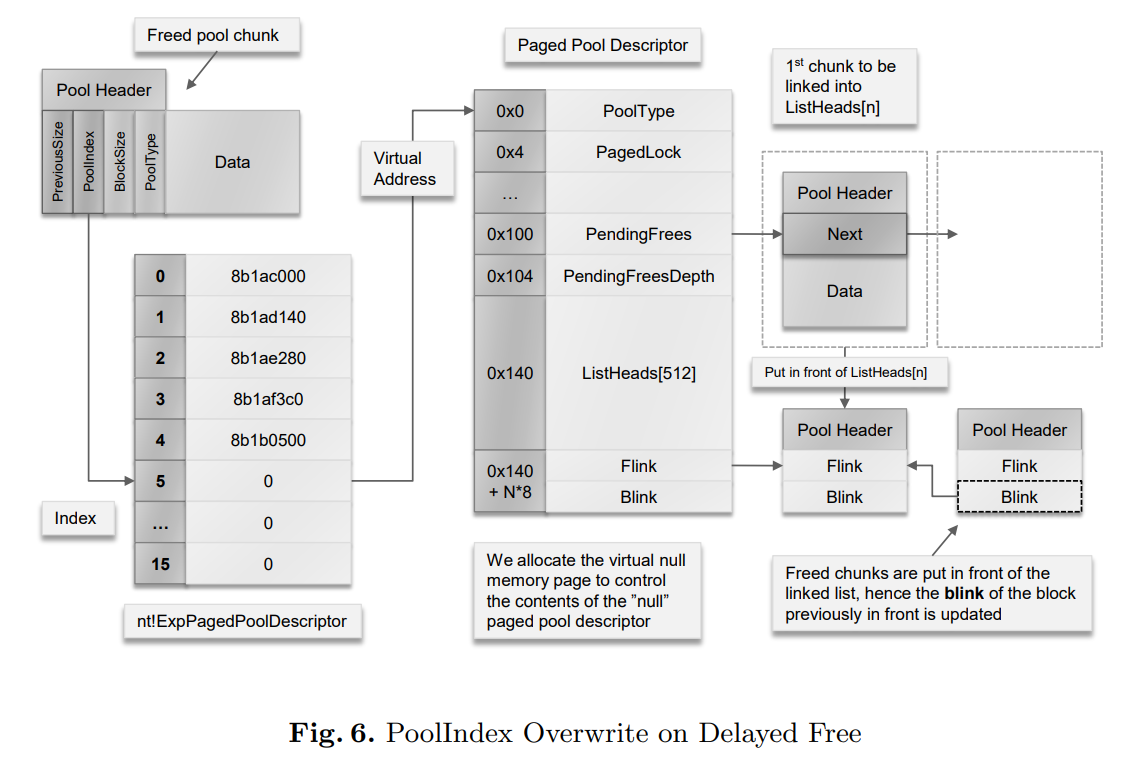 Freed pool chunk
Pool Header
PreviousSize
PoolIndex
BlockSize
PoolType
Data
0 8b1ac000
1 8b1ad140
2 8b1ae280
3 8b1af3c0
4 8b1b0500
5 0
... 0
15 0
Index
nt!ExpPagedPoolDescriptor
Virtual
Address
Paged Pool Descriptor
0x0 PoolType
0x4 PagedLock
...
0x100 PendingFrees
0x104 PendingFreesDepth
0x140 ListHeads[512]
0x140
+ N*8
Flink
Blink
We allocate the virtual null
memory page to control
the contents of the ”null”
paged pool descriptor
1st chunk to be
linked into
ListHeads[n]
Pool Header
Next
Data
Put in front of ListHeads[n]
Pool Header
Flink
Blink
Pool Header
Flink
Blink
Freed chunks are put in front of the
linked list, hence the blink of the block
previously in front is updated
Fig. 6. PoolIndex Overwrite on Delayed Free